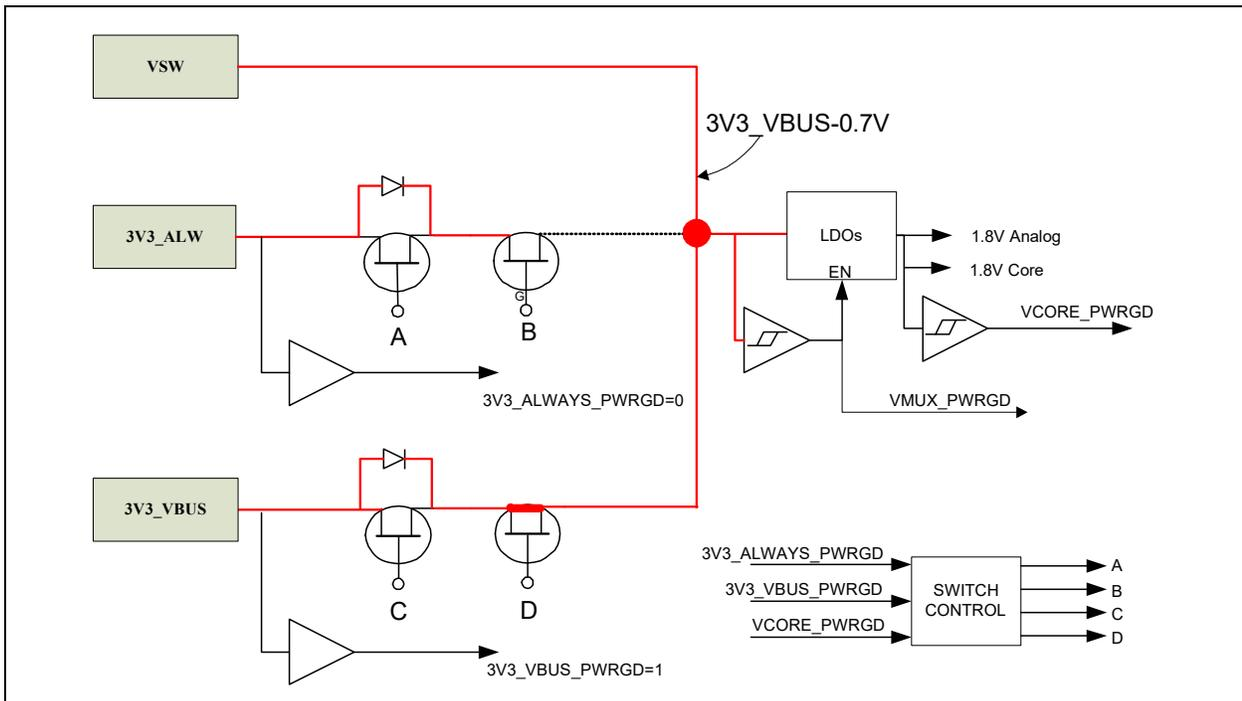 VSW
3V3_VBUS-0.7V
3V3_ALW
LDOs
EN
1.8V Analog
1.8V Core
G
A
B
VCORE_PWRGD
3V3_ALWAYS_PWRGD=0
VMUX_PWRGD
3V3_VBUS
C
D
3V3_VBUS_PWRGD=1
3V3_ALWAYS_PWRGD
3V3_VBUS_PWRGD
VCORE_PWRGD
SWITCH
CONTROL
A
B
C
D